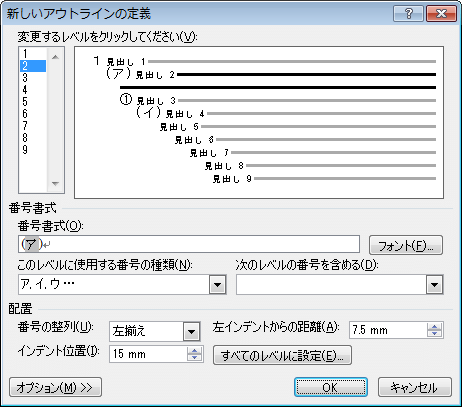 新しいアウトラインの定義
変更するレベルをクリックしてください(V):
1
2
3
4
5
6
7
8
9
1 見出し 1
(ア) 見出し 2
① 見出し 3
(イ) 見出し 4
見出し 5
見出し 6
見出し 7
見出し 8
見出し 9
番号書式
番号書式(O):
(ア)↵
フォント(F)...
このレベルに使用する番号の種類(N):
次のレベルの番号を含める(D):
ア, イ, ウ …
配置
番号の整列(U):
左揃え
左インデントからの距離(A):
7.5 mm
インデント位置(I):
15 mm
すべてのレベルに設定(E)...
オプション(M) >>
OK
キャンセル